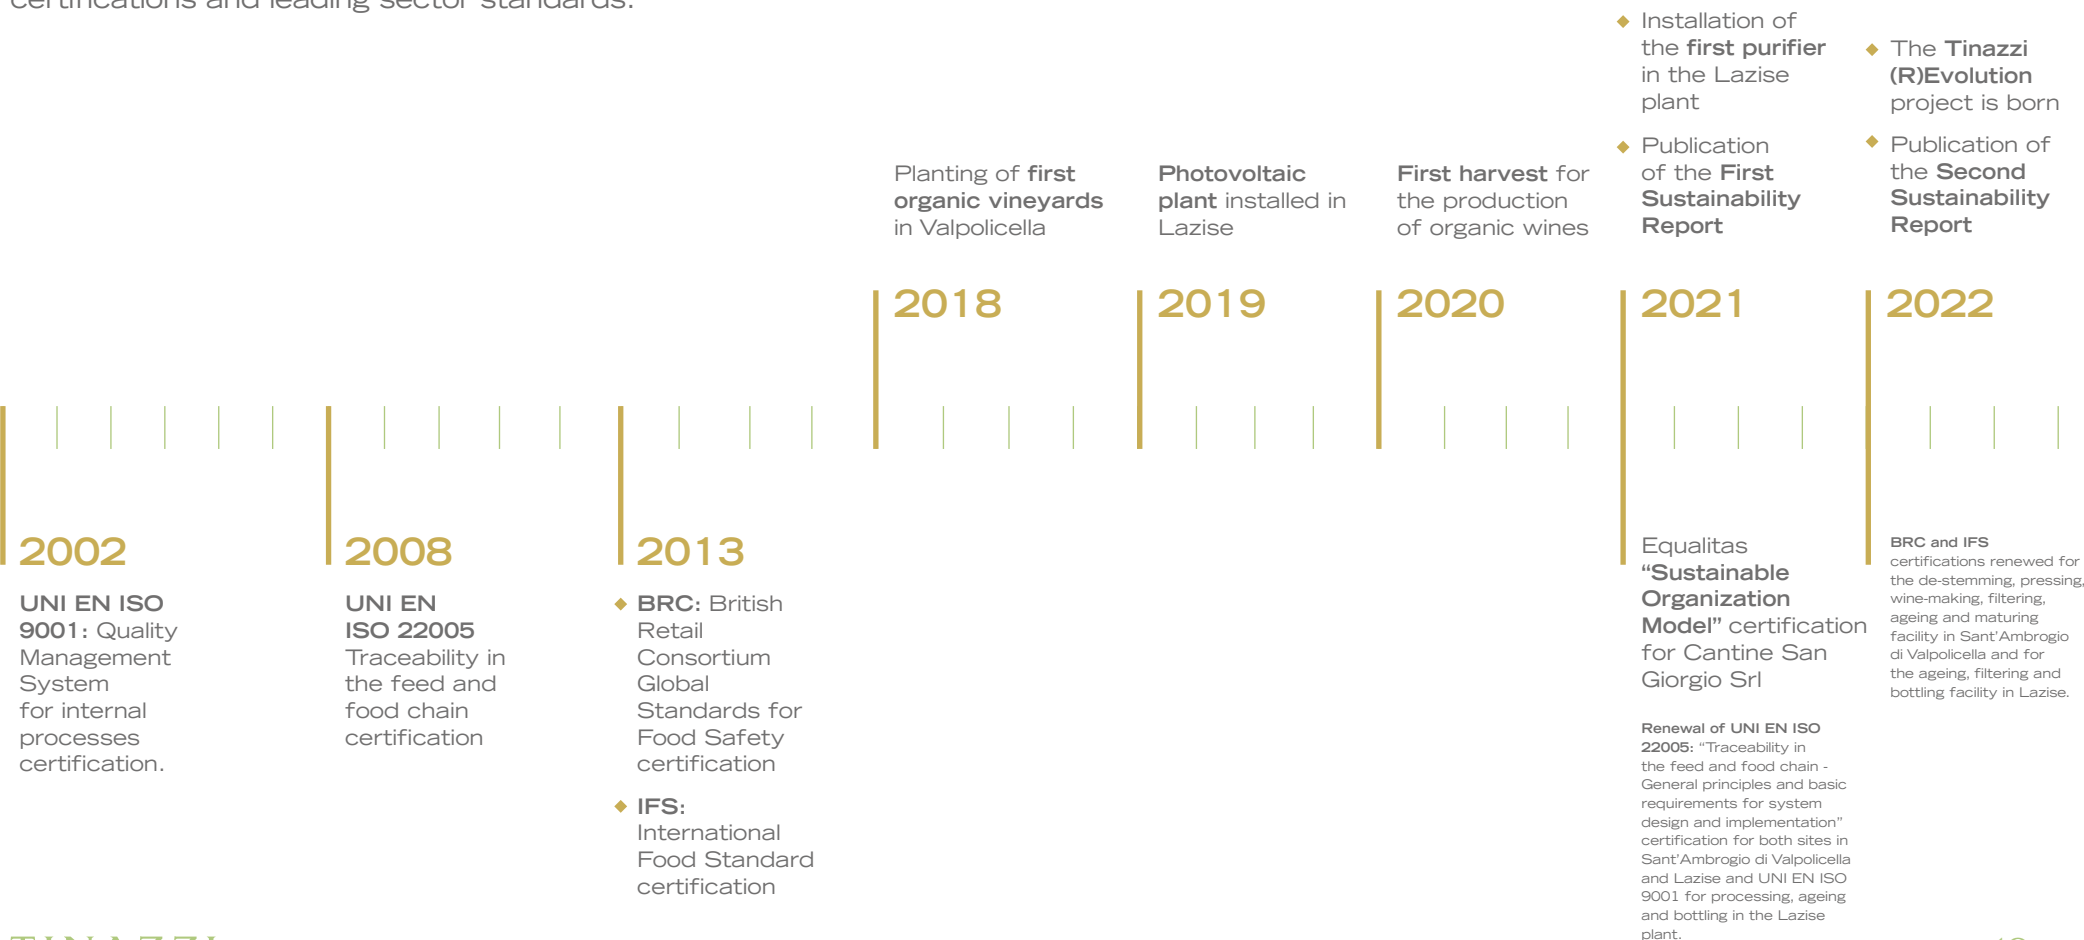 certifications and leading sector standards.
Planting of first
organic vineyards
in Valpolicella
2018
Photovoltaic
plant installed in
Lazise
2019
First harvest for
the production
of organic wines
2020
Installation of
the first purifier
in the Lazise
plant
Publication
of the First
Sustainability
Report
2021
The Tinazzi
(R)Evolution
project is born
Publication of
the Second
Sustainability
Report
2022
2002
UNI EN ISO
9001: Quality
Management
System
for internal
processes
certification.
2008
UNI EN
ISO 22005
Traceability in
the feed and
food chain
certification
2013
BRC: British
Retail
Consortium
Global
Standards for
Food Safety
certification
IFS:
International
Food Standard
certification
Equalitas
“Sustainable
Organization
Model” certification
for Cantine San
Giorgio Srl
Renewal of UNI EN ISO
22005: “Traceability in
the feed and food chain -
General principles and basic
requirements for system
design and implementation”
certification for both sites in
Sant’Ambrogio di Valpolicella
and Lazise and UNI EN ISO
9001 for processing, ageing
and bottling in the Lazise
plant.
BRC and IFS
certifications renewed for
the de-stemming, pressing,
wine-making, filtering,
ageing and maturing
facility in Sant’Ambrogio
di Valpolicella and for
the ageing, filtering and
bottling facility in Lazise.
TINAZZI